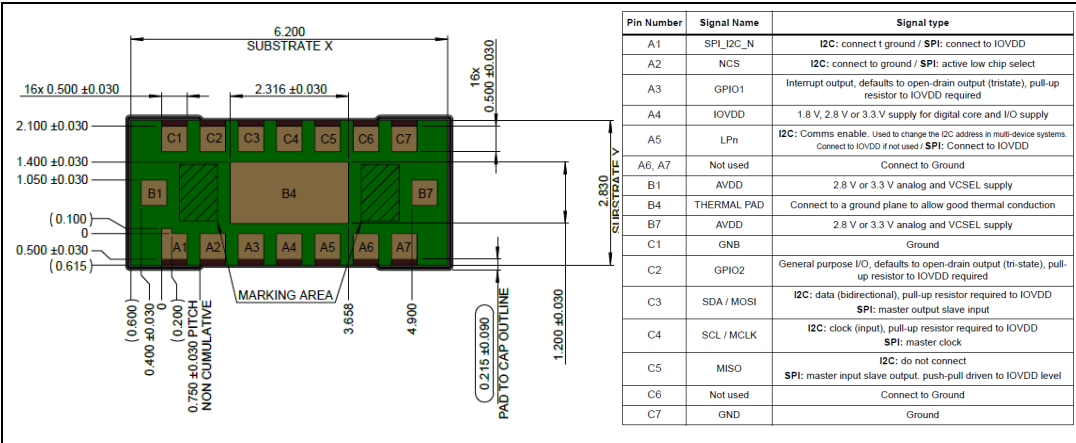 6.200
SUBSTRATE X
16x 0.500 ±0.030
2.316 ±0.030
16x
0.500 ±0.030
2.100 ±0.030
1.400 ±0.030
1.050 ±0.030
(0.100)
0
0.500 ±0.030
(0.615)
C1 C2 C3 C4 C5 C6 C7
B1 B4 B7
A1 A2 A3 A4 A5 A6 A7
2.830
SUBSTRATE Y
MARKING AREA
(0.600)
0.400 ±0.030
0
(0.200)
0.750 ±0.030 PITCH
NON CUMULATIVE
3.658
4.900
0.215 ±0.090
PAD TO CAP OUTLINE
1.200 ±0.030
Pin Number Signal Name Signal type
A1 SPI_I2C_N I2C: connect t ground / SPI: connect to IOVDD
A2 NCS I2C: connect to ground / SPI: active low chip select
A3 GPIO1 Interrupt output, defaults to open-drain output (tristate), pull-up
resistor to IOVDD required
A4 IOVDD 1.8 V, 2.8 V or 3.3.V supply for digital core and I/O supply
A5 LPn I2C: Comms enable. Used to change the I2C address in multi-device systems.
Connect to IOVDD if not used / SPI: Connect to IOVDD
A6, A7 Not used Connect to Ground
B1 AVDD 2.8 V or 3.3 V analog and VCSEL supply
B4 THERMAL PAD Connect to a ground plane to allow good thermal conduction
B7 AVDD 2.8 V or 3.3 V analog and VCSEL supply
C1 GNB Ground
C2 GPIO2 General purpose I/O, defaults to open-drain output (tri-state), pull-
up resistor to IOVDD required
C3 SDA / MOSI I2C: data (bidirectional), pull-up resistor required to IOVDD
SPI: master output slave input
C4 SCL / MCLK I2C: clock (input), pull-up resistor required to IOVDD
SPI: master clock
C5 MISO I2C: do not connect
SPI: master input slave output. push-pull driven to IOVDD level
C6 Not used Connect to Ground
C7 GND Ground